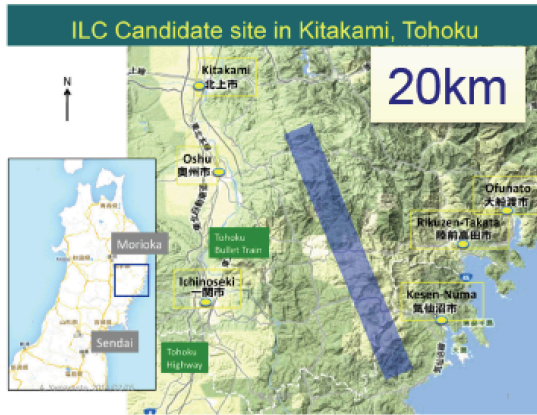 ILC Candidate site in Kitakami, Tohoku
20km
N
Kitakami
北上市
Oshu
奥州市
Ofunato
大船渡市
Rikuzen-Takata
陸前高田市
Morioka
Tohoku
Bullet Train
Ichinoseki
一関市
Kesen-Numa
気仙沼市
Sendai
Tohoku
Highway